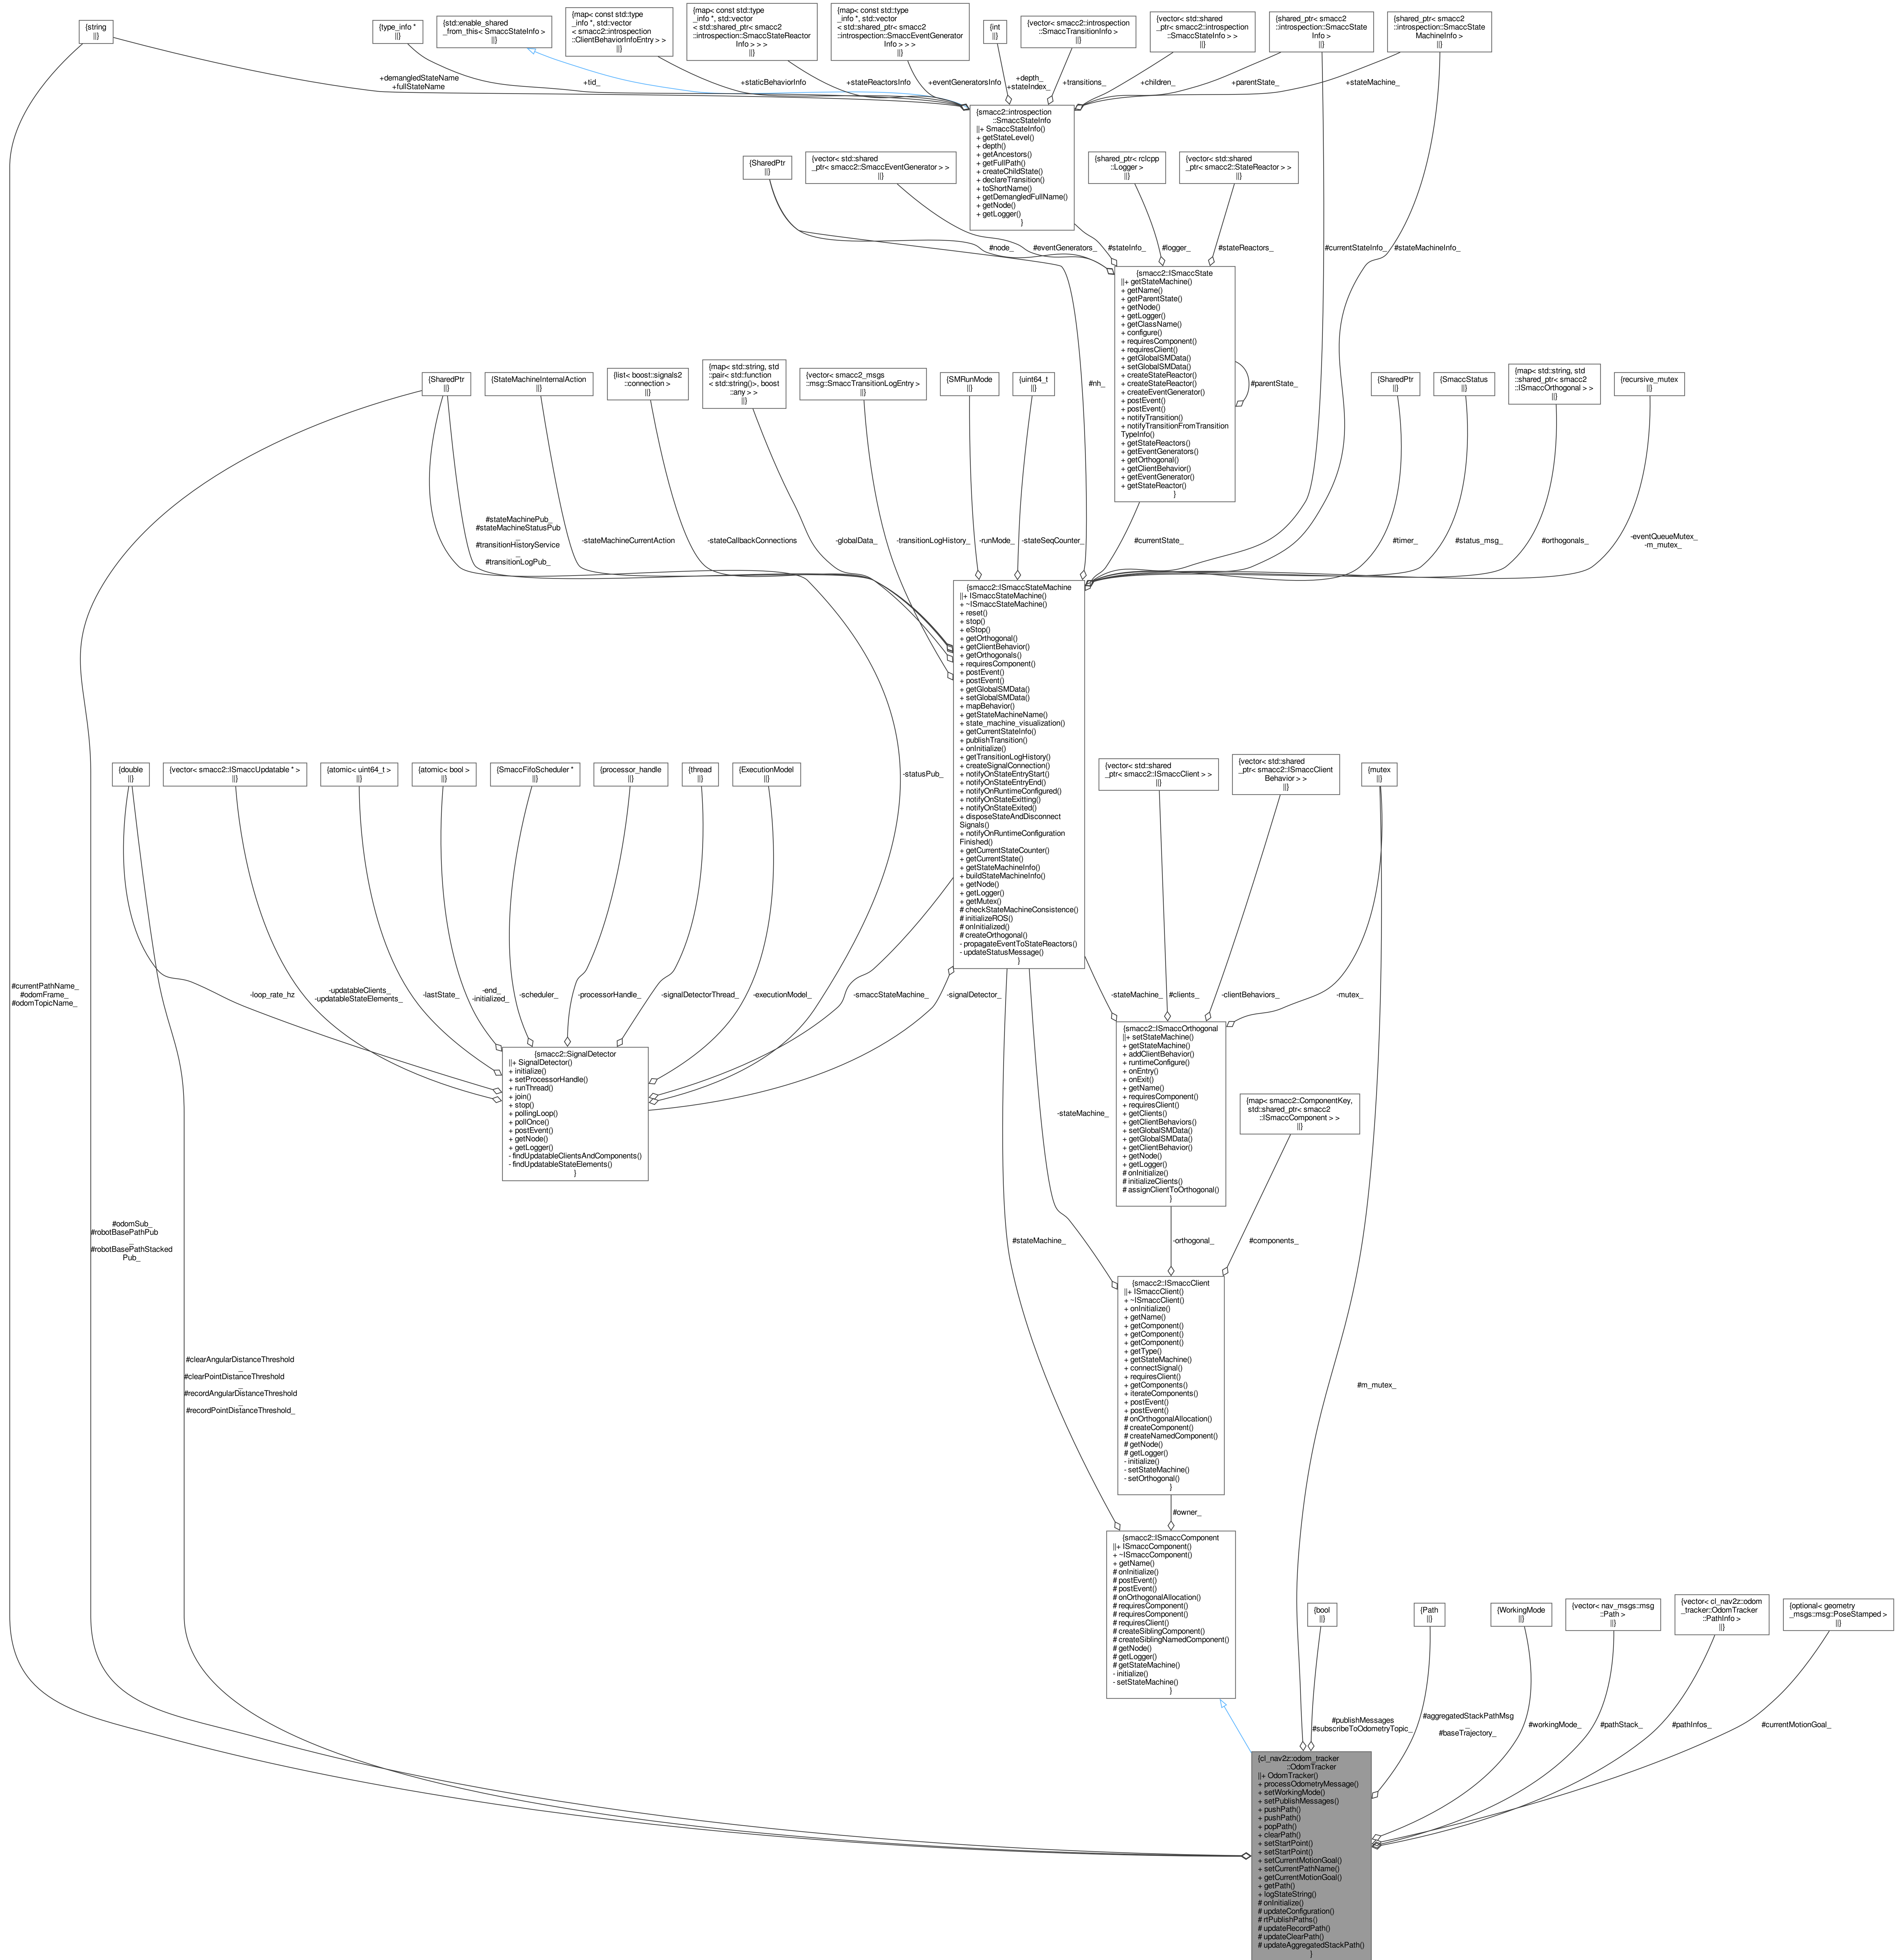 {string
||}
{type_info *
||}
{std::enable_shared
_from_this< SmaccStateInfo >
||}
{map< const std::type
_info *, std::vector
< smacc2::introspection
::ClientBehaviorInfoEntry > >
||}
{map< const std::type
_info *, std::vector
< std::shared_ptr< smacc2
::introspection::SmaccStateReactor
Info > > >
||}
{map< const std::type
_info *, std::vector
< std::shared_ptr< smacc2
::introspection::SmaccEventGenerator
Info > > >
||}
{int
||}
{vector< smacc2::introspection
::SmaccTransitionInfo >
||}
{vector< std::shared
_ptr< smacc2::introspection
::SmaccStateInfo > >
||}
{shared_ptr< smacc2
::introspection::SmaccState
Info >
||}
{shared_ptr< smacc2
::introspection::SmaccState
MachineInfo >
||}
+demangledStateName
+fullStateName
+tid_
+staticBehaviorInfo
+stateReactorsInfo
+eventGeneratorsInfo
+depth_
+stateIndex_
+transitions_
+children_
+parentState_
+stateMachine_
{smacc2::introspection
::SmaccStateInfo
||+ SmaccStateInfo()
+ getStateLevel()
+ depth()
+ getAncestors()
+ getFullPath()
+ createChildState()
+ declareTransition()
+ toShortName()
+ getDemangledFullName()
+ getNode()
+ getLogger()
}
{SharedPtr
||}
{vector< std::shared
_ptr< smacc2::SmaccEventGenerator > >
||}
{shared_ptr< rclcpp
::Logger >
||}
{vector< std::shared
_ptr< smacc2::StateReactor > >
||}
#node_
#eventGenerators_
#stateInfo_
#logger_
#stateReactors_
#currentStateInfo_
#stateMachineInfo_
{smacc2::ISmaccState
||+ getStateMachine()
+ getName()
+ getParentState()
+ getNode()
+ getLogger()
+ getClassName()
+ configure()
+ requiresComponent()
+ requiresClient()
+ getGlobalSMData()
+ setGlobalSMData()
+ createStateReactor()
+ createStateReactor()
+ createEventGenerator()
+ postEvent()
+ postEvent()
+ notifyTransition()
+ notifyTransitionFromTransition
TypeInfo()
+ getStateReactors()
+ getEventGenerators()
+ getOrthogonal()
+ getClientBehavior()
+ getEventGenerator()
+ getStateReactor()
}
#parentState_
#nh_
{SharedPtr
||}
{StateMachineInternalAction
||}
{list< boost::signals2
::connection >
||}
{map< std::string, std
::pair< std::function
< std::string()>, boost
::any > >
||}
{vector< smacc2_msgs
::msg::SmaccTransitionLogEntry >
||}
{SMRunMode
||}
{uint64_t
||}
{SharedPtr
||}
{SmaccStatus
||}
{map< std::string, std
::shared_ptr< smacc2
::ISmaccOrthogonal > >
||}
{recursive_mutex
||}
#stateMachinePub_
#stateMachineStatusPub
_
#transitionHistoryService
_
#transitionLogPub_
-stateMachineCurrentAction
-stateCallbackConnections
-globalData_
-transitionLogHistory_
-runMode_
-stateSeqCounter_
#currentState_
#timer_
#status_msg_
#orthogonals_
-eventQueueMutex_
-m_mutex_
{smacc2::ISmaccStateMachine
||+ ISmaccStateMachine()
+ ~ISmaccStateMachine()
+ reset()
+ stop()
+ eStop()
+ getOrthogonal()
+ getClientBehavior()
+ getOrthogonals()
+ requiresComponent()
+ postEvent()
+ postEvent()
+ getGlobalSMData()
+ setGlobalSMData()
+ mapBehavior()
+ getStateMachineName()
+ state_machine_visualization()
+ getCurrentStateInfo()
+ publishTransition()
+ onInitialize()
+ getTransitionLogHistory()
+ createSignalConnection()
+ notifyOnStateEntryStart()
+ notifyOnStateEntryEnd()
+ notifyOnRuntimeConfigured()
+ notifyOnStateExitting()
+ notifyOnStateExited()
+ disposeStateAndDisconnect
Signals()
+ notifyOnRuntimeConfiguration
Finished()
+ getCurrentStateCounter()
+ getCurrentState()
+ getStateMachineInfo()
+ buildStateMachineInfo()
+ getNode()
+ getLogger()
+ getMutex()
# checkStateMachineConsistence()
# initializeROS()
# onInitialized()
# createOrthogonal()
- propagateEventToStateReactors()
- updateStatusMessage()
}
-statusPub_
{double
||}
{vector< smacc2::ISmaccUpdatable * >
||}
{atomic< uint64_t >
||}
{atomic< bool >
||}
{SmaccFifoScheduler *
||}
{processor_handle
||}
{thread
||}
{ExecutionModel
||}
{vector< std::shared
_ptr< smacc2::ISmaccClient > >
||}
{vector< std::shared
_ptr< smacc2::ISmaccClient
Behavior > >
||}
{mutex
||}
#currentPathName_
#odomFrame_
#odomTopicName_
-loop_rate_hz
-updatableClients_
-updatableStateElements_
-lastState_
-end_
-initialized_
-scheduler_
-processorHandle_
-signalDetectorThread_
-executionModel_
-smaccStateMachine_
-signalDetector_
-stateMachine_
#clients_
-clientBehaviors_
-mutex_
{smacc2::SignalDetector
||+ SignalDetector()
+ initialize()
+ setProcessorHandle()
+ runThread()
+ join()
+ stop()
+ pollingLoop()
+ pollOnce()
+ postEvent()
+ getNode()
+ getLogger()
- findUpdatableClientsAndComponents()
- findUpdatableStateElements()
}
{smacc2::ISmaccOrthogonal
||+ setStateMachine()
+ getStateMachine()
+ addClientBehavior()
+ runtimeConfigure()
+ onEntry()
+ onExit()
+ getName()
+ requiresComponent()
+ requiresClient()
+ getClients()
+ getClientBehaviors()
+ setGlobalSMData()
+ getGlobalSMData()
+ getClientBehavior()
+ getNode()
+ getLogger()
# onInitialize()
# initializeClients()
# assignClientToOrthogonal()
}
-stateMachine_
{map< smacc2::ComponentKey,
std::shared_ptr< smacc2
::ISmaccComponent > >
||}
#odomSub_
#robotBasePathPub
_
#robotBasePathStacked
Pub_
#stateMachine_
-orthogonal_
#components_
{smacc2::ISmaccClient
||+ ISmaccClient()
+ ~ISmaccClient()
+ onInitialize()
+ getName()
+ getComponent()
+ getComponent()
+ getComponent()
+ getType()
+ getStateMachine()
+ connectSignal()
+ requiresClient()
+ getComponents()
+ iterateComponents()
+ postEvent()
+ postEvent()
# onOrthogonalAllocation()
# createComponent()
# createNamedComponent()
# getNode()
# getLogger()
- initialize()
- setStateMachine()
- setOrthogonal()
}
#clearAngularDistanceThreshold
_
#clearPointDistanceThreshold
_
#recordAngularDistanceThreshold
_
#recordPointDistanceThreshold_
#m_mutex_
#owner_
{smacc2::ISmaccComponent
||+ ISmaccComponent()
+ ~ISmaccComponent()
+ getName()
# onInitialize()
# postEvent()
# postEvent()
# onOrthogonalAllocation()
# requiresComponent()
# requiresComponent()
# requiresClient()
# createSiblingComponent()
# createSiblingNamedComponent()
# getNode()
# getLogger()
# getStateMachine()
- initialize()
- setStateMachine()
}
{bool
||}
{Path
||}
{WorkingMode
||}
{vector< nav_msgs::msg
::Path >
||}
{vector< cl_nav2z::odom
_tracker::OdomTracker
::PathInfo >
||}
{optional< geometry
_msgs::msg::PoseStamped >
||}
#publishMessages
#subscribeToOdometryTopic_
#aggregatedStackPathMsg
_
#baseTrajectory_
#workingMode_
#pathStack_
#pathInfos_
#currentMotionGoal_
{cl_nav2z::odom_tracker
::OdomTracker
||+ OdomTracker()
+ processOdometryMessage()
+ setWorkingMode()
+ setPublishMessages()
+ pushPath()
+ pushPath()
+ popPath()
+ clearPath()
+ setStartPoint()
+ setStartPoint()
+ setCurrentMotionGoal()
+ setCurrentPathName()
+ getCurrentMotionGoal()
+ getPath()
+ logStateString()
# onInitialize()
# updateConfiguration()
# rtPublishPaths()
# updateRecordPath()
# updateClearPath()
# updateAggregatedStackPath()
}